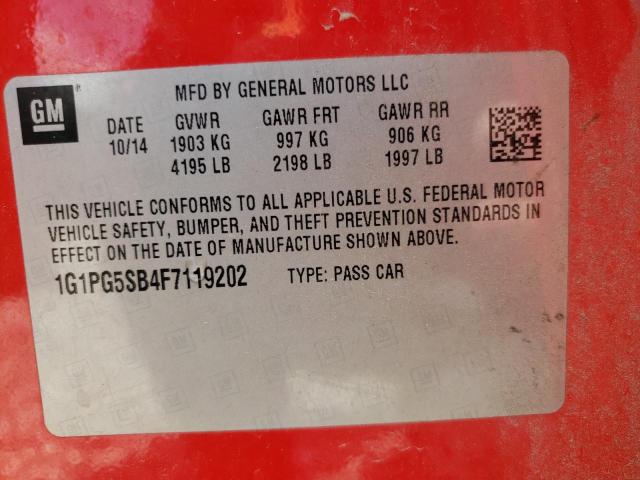 GM
®
MFD BY GENERAL MOTORS LLC
DATE GVWR GAWR FRT GAWR RR
10/14 1903 KG 997 KG 906 KG
4195 LB 2198 LB 1997 LB
THIS VEHICLE CONFORMS TO ALL APPLICABLE U.S. FEDERAL MOTOR
VEHICLE SAFETY, BUMPER, AND THEFT PREVENTION STANDARDS IN
EFFECT ON THE DATE OF MANUFACTURE SHOWN ABOVE.
1G1PG5SB4F7119202 TYPE: PASS CAR